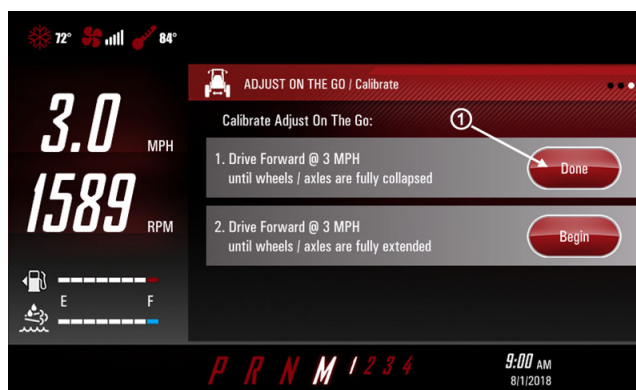 72° 84°
ADJUST ON THE GO / Calibrate
Calibrate Adjust On The Go:
1
3.0 MPH
1. Drive Forward @ 3 MPH
until wheels / axles are fully collapsed
Done
1589 RPM
2. Drive Forward @ 3 MPH
until wheels / axles are fully extended
Begin
E F
P R N M 1 2 3 4
9:00 AM
8/1/2018